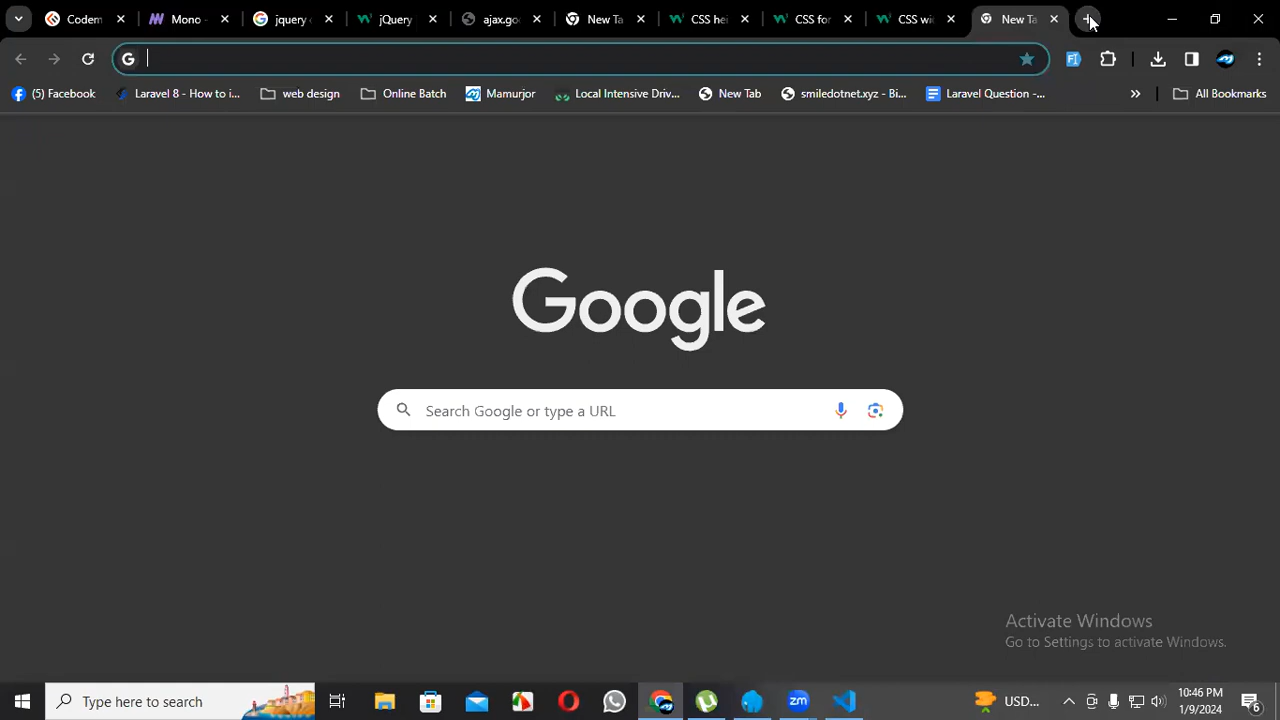 Codem
Mono -
jquery c
jQuery
ajax.go
New Ta
CSS hei
CSS for
CSS wid
New Ta
(5) Facebook
Laravel 8 - How to i...
web design
Online Batch
Mamurjor
Local Intensive Driv...
New Tab
smiledotnet.xyz - Bi...
Laravel Question -...
»
All Bookmarks
Google
Search Google or type a URL
Activate Windows
Go to Settings to activate Windows.
Type here to search
USD...
10:46 PM
1/9/2024
6